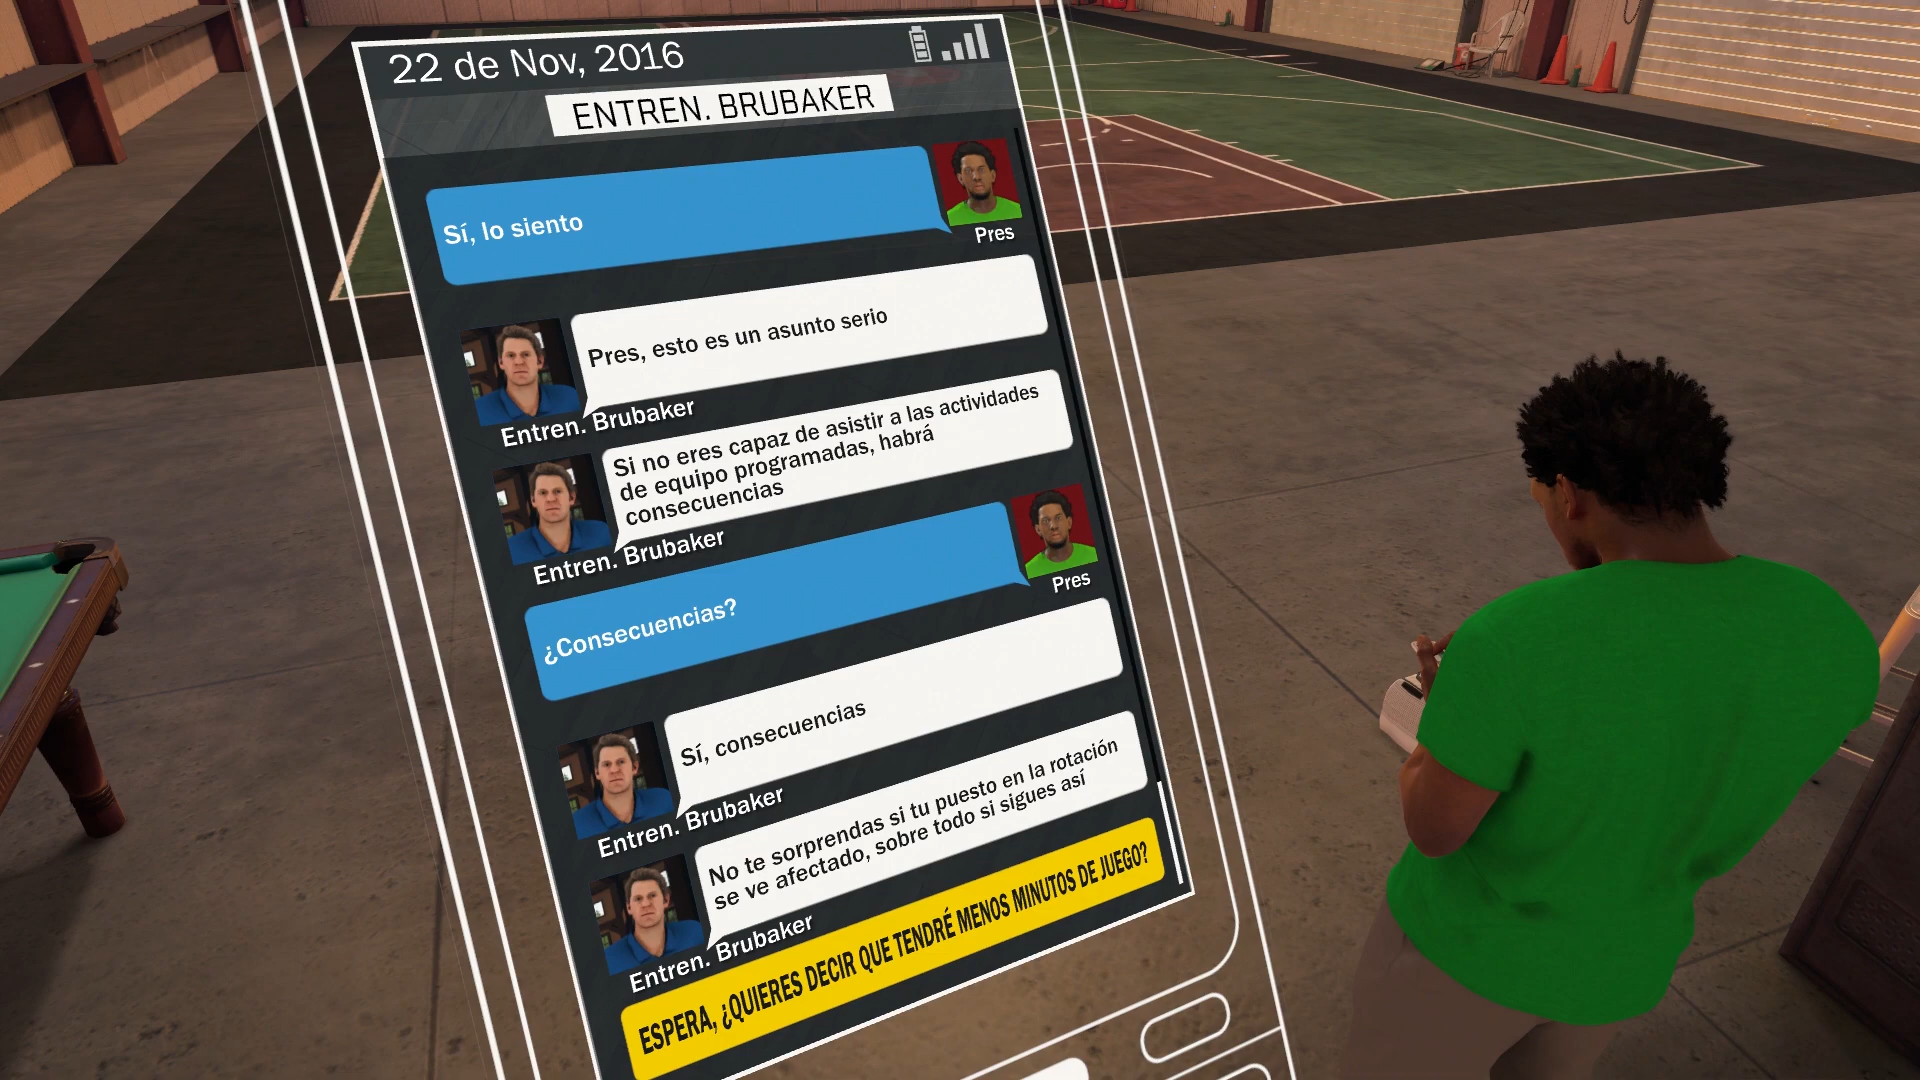 22 de Nov, 2016
ENTREN. BRUBAKER
Sí, lo siento
Pres
Pres, esto es un asunto serio
Entren. Brubaker
Si no eres capaz de asistir a las actividades
de equipo programadas, habrá
consecuencias
Entren. Brubaker
¿Consecuencias?
Pres
Sí, consecuencias
Entren. Brubaker
No te sorprendas si tu puesto en la rotación
se ve afectado, sobre todo si sigues así
Entren. Brubaker
ESPERA, ¿QUIERES DECIR QUE TENDRÉ MENOS MINUTOS DE JUEGO?